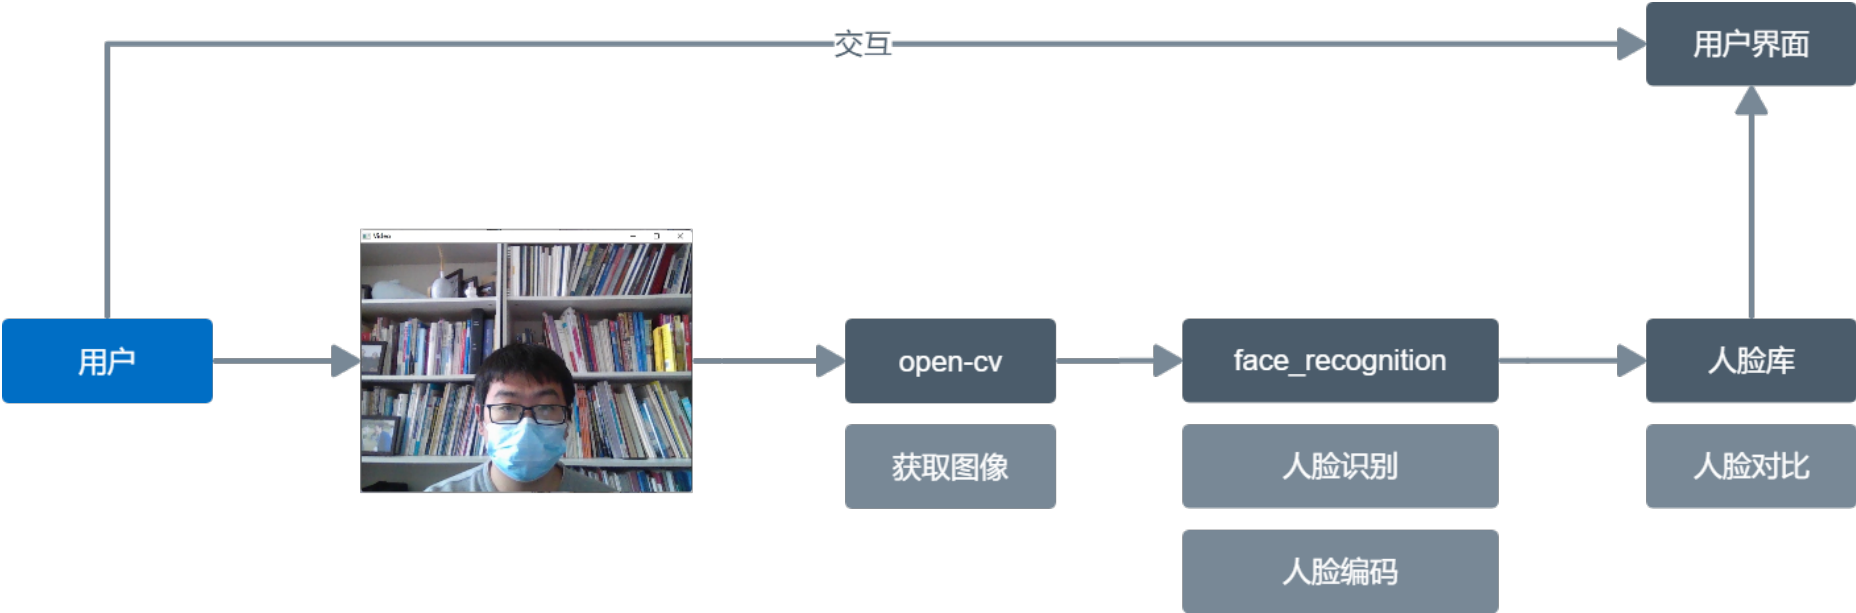 交互
用户界面
Video
用户
open-cv
face_recognition
人脸库
获取图像
人脸识别
人脸对比
人脸编码